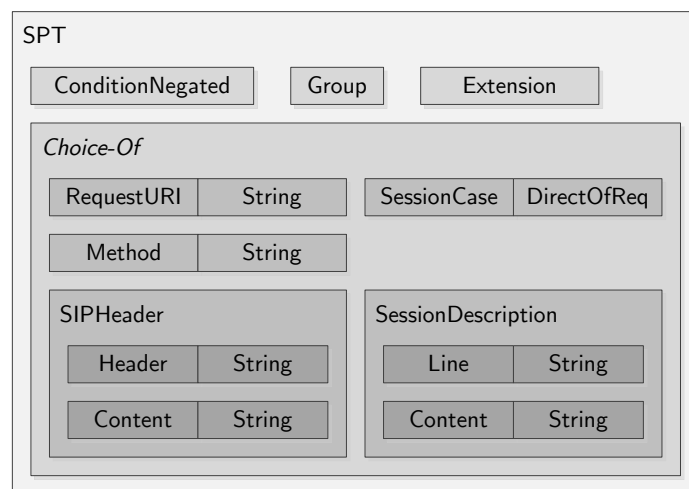 SPT
ConditionNegated Group Extension
Choice-Of
RequestURI String SessionCase DirectOfReq
Method String
SIPHeader SessionDescription
Header String Line String
Content String Content String